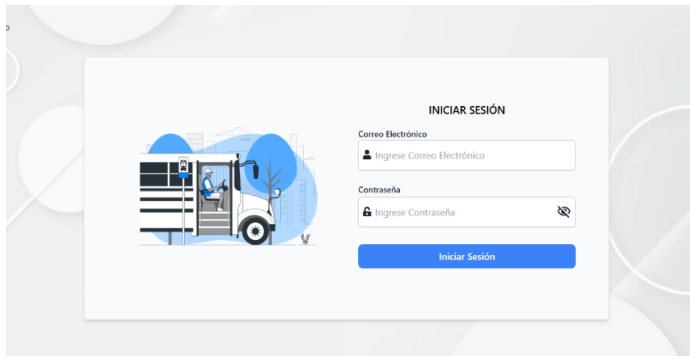 INICIAR SESIÓN
Correo Electrónico
Ingrese Correo Electrónico
Contraseña
Ingrese Contraseña
Iniciar Sesión